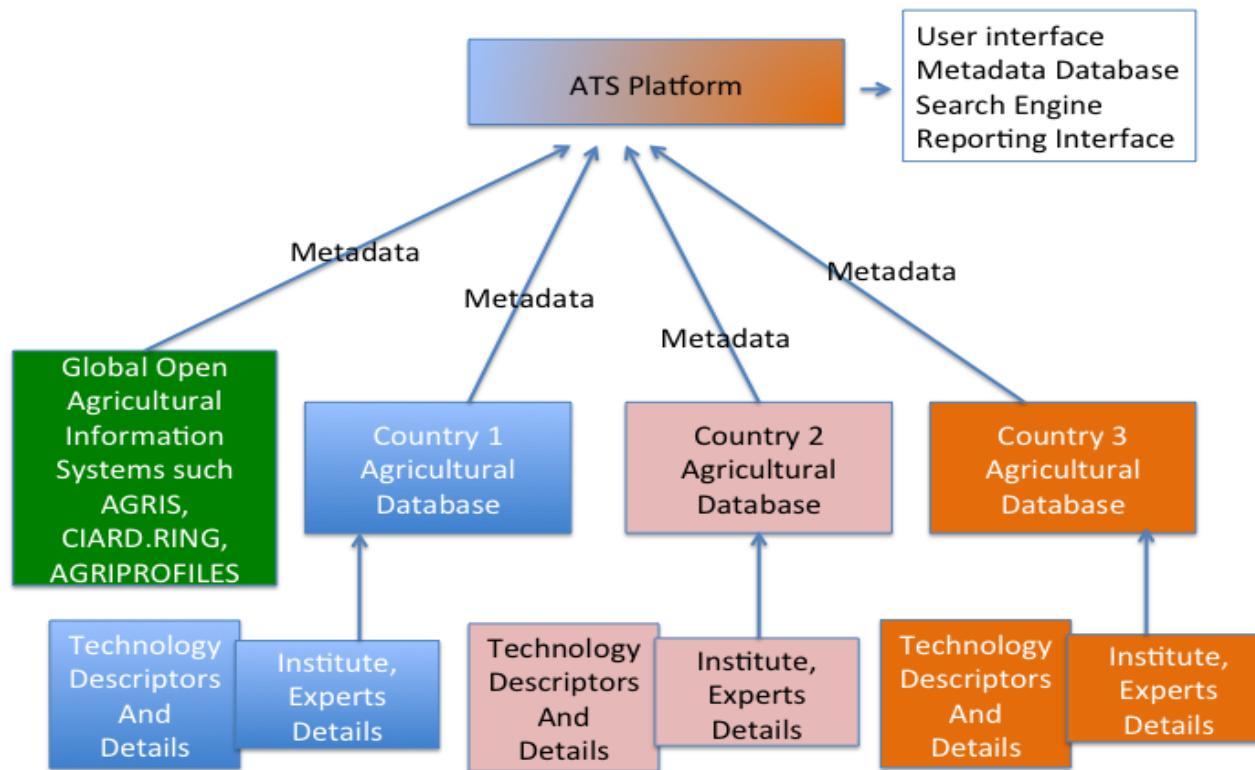 ATS Platform
User interface
Metadata Database
Search Engine
Reporting Interface
Metadata
Metadata
Metadata
Metadata
Global Open
Agricultural
Information
Systems such
AGRIS,
CIARD.RING,
AGRIPROFILES
Country 1
Agricultural
Database
Country 2
Agricultural
Database
Country 3
Agricultural
Database
Technology
Descriptors
And
Details
Institute,
Experts
Details
Technology
Descriptors
And
Details
Institute,
Experts
Details
Technology
Descriptors
And
Details
Institute,
Experts
Details